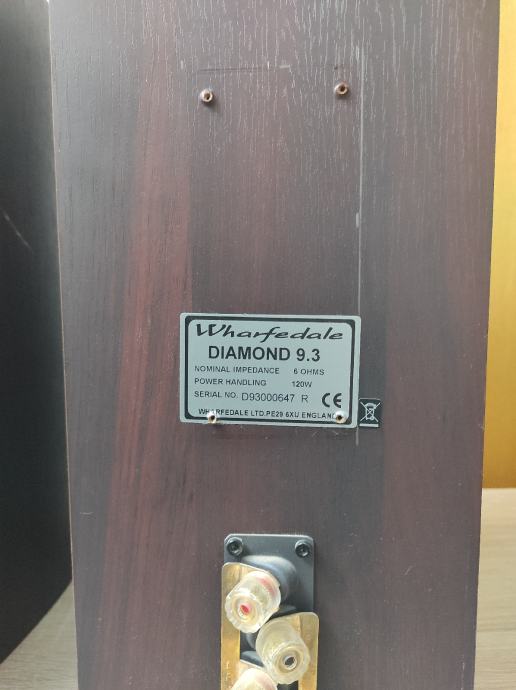 Wharfedale
DIAMOND 9.3
NOMINAL IMPEDANCE 6 OHMS
POWER HANDLING 120W
SERIAL NO. D93000647 R CE
WHARFEDALE LTD.PE29 6XU ENGLAND